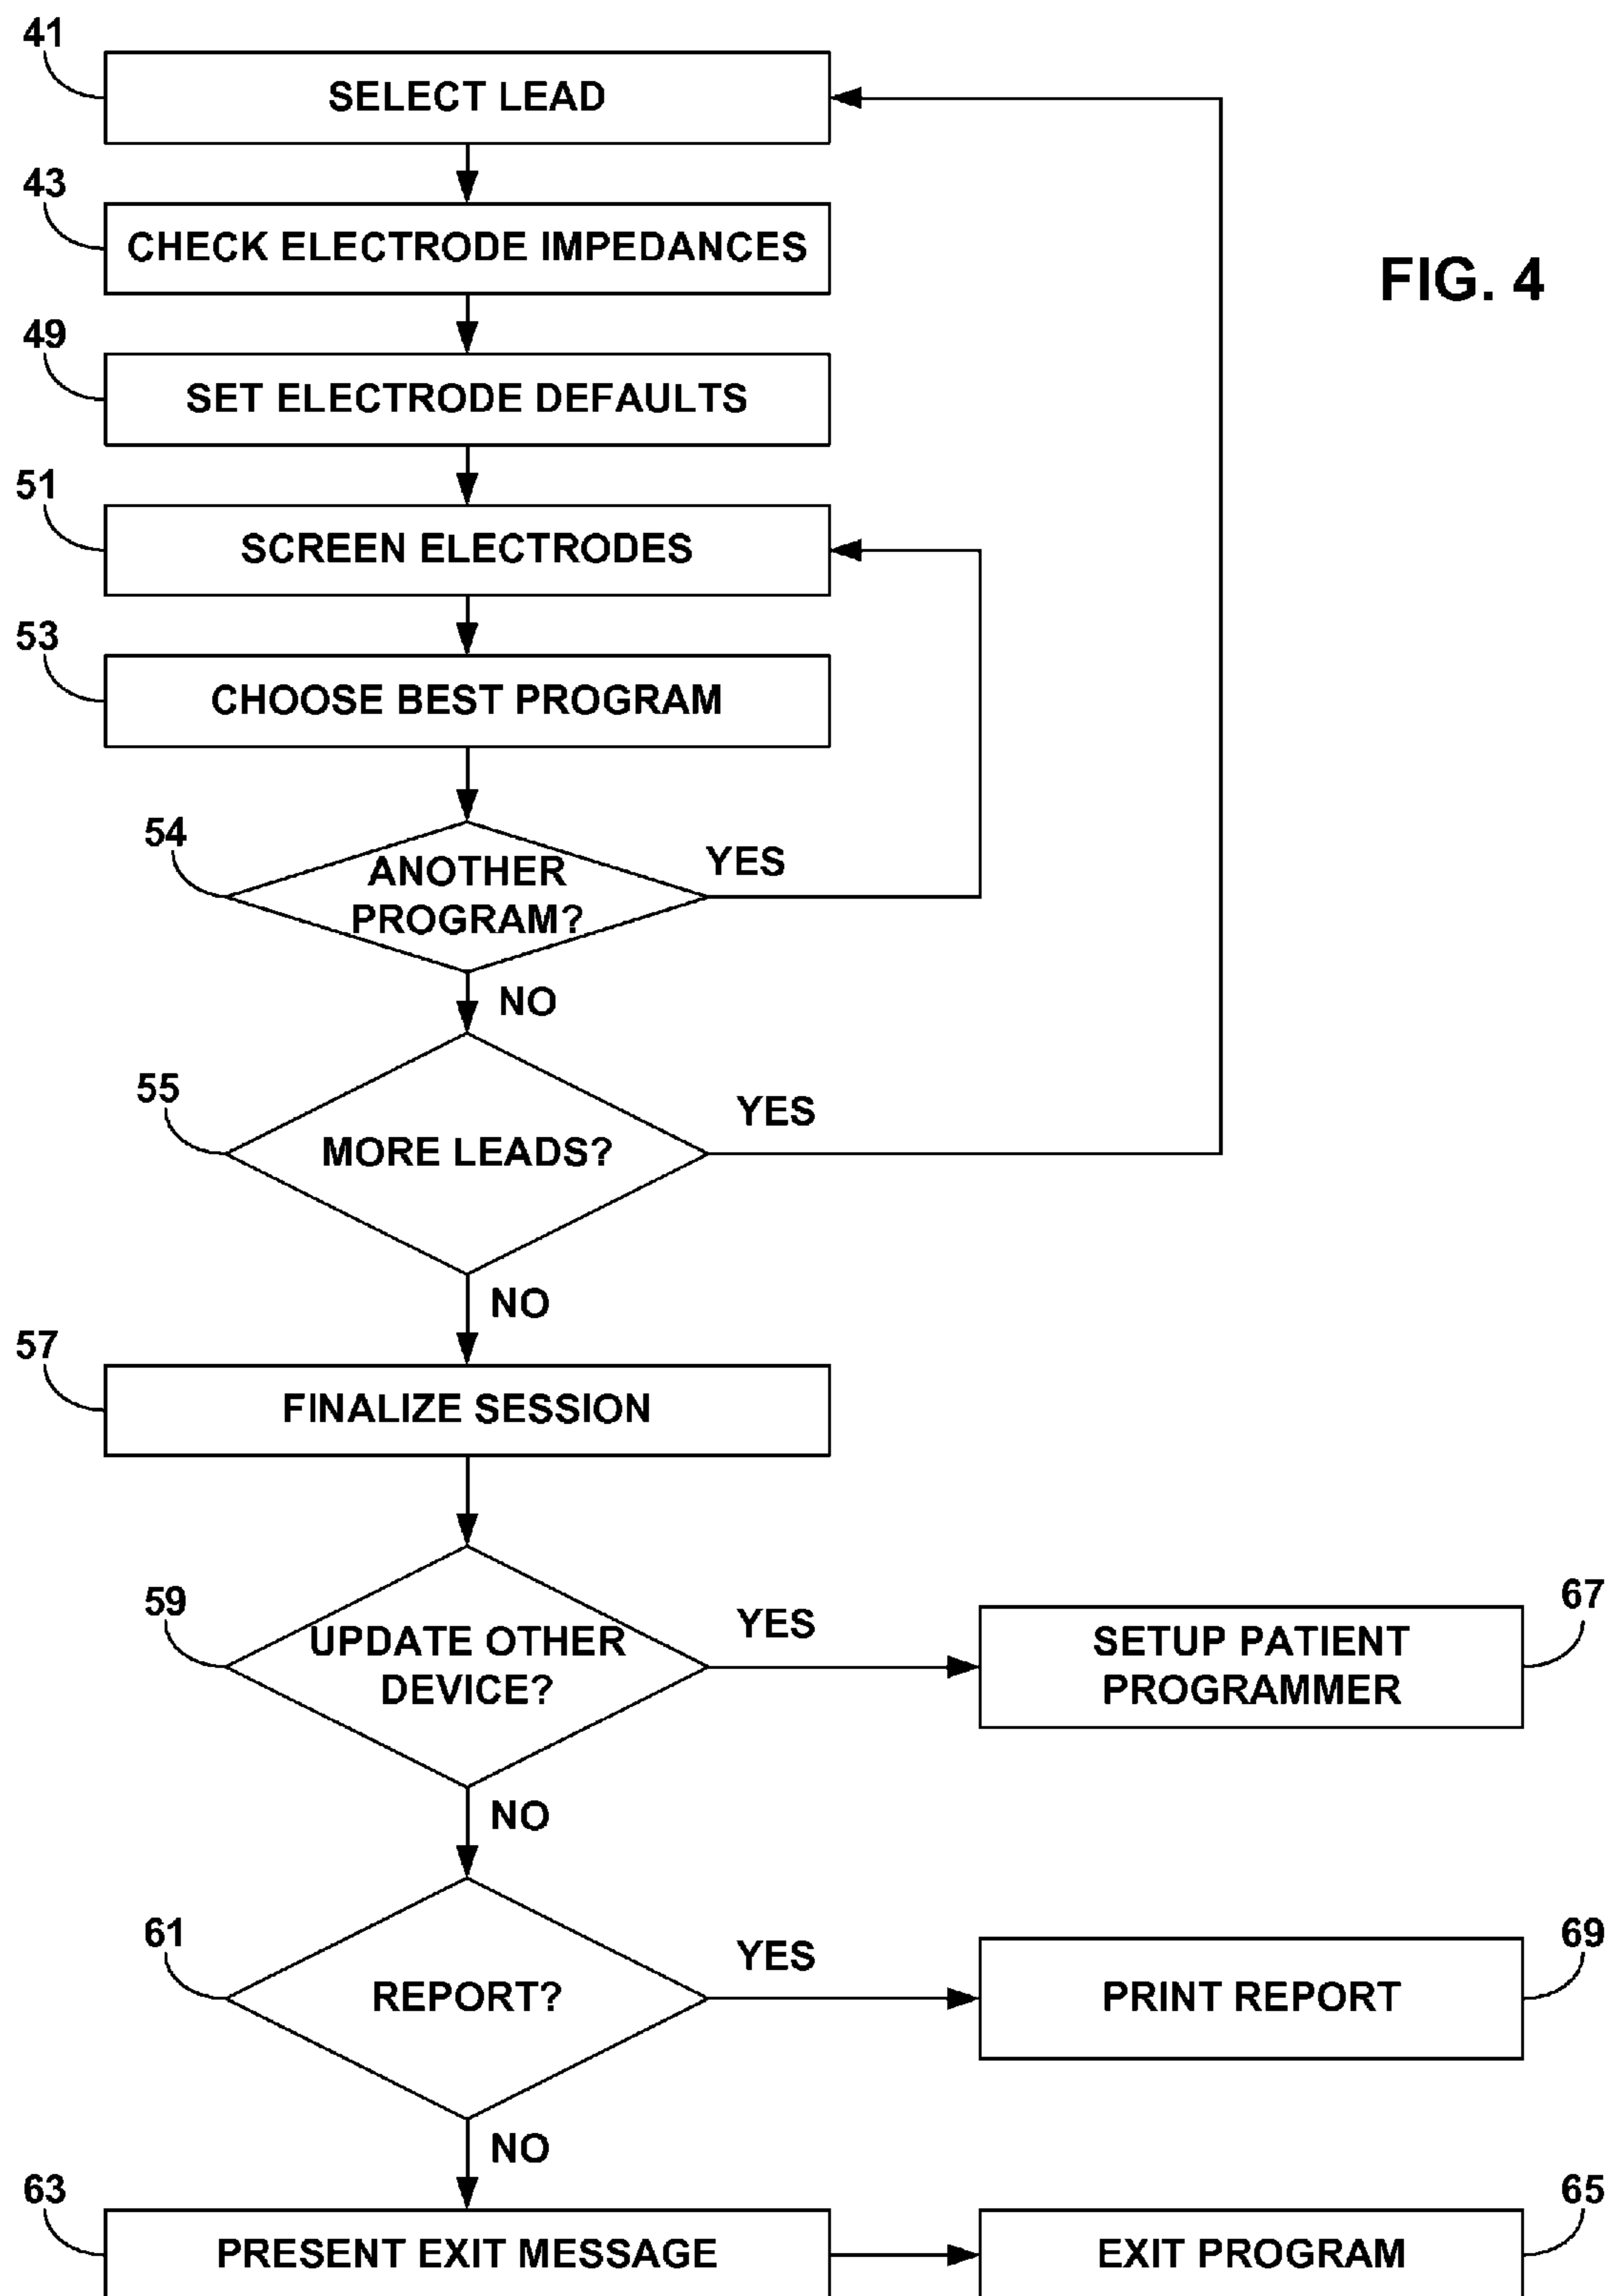 41
SELECT LEAD
43
CHECK ELECTRODE IMPEDANCES
FIG. 4
49
SET ELECTRODE DEFAULTS
51
SCREEN ELECTRODES
53
CHOOSE BEST PROGRAM
54
ANOTHER
PROGRAM?
YES
NO
55
MORE LEADS?
YES
NO
57
FINALIZE SESSION
59
UPDATE OTHER
DEVICE?
YES
SETUP PATIENT
PROGRAMMER
67
NO
61
REPORT?
YES
PRINT REPORT
69
NO
63
PRESENT EXIT MESSAGE
EXIT PROGRAM
65